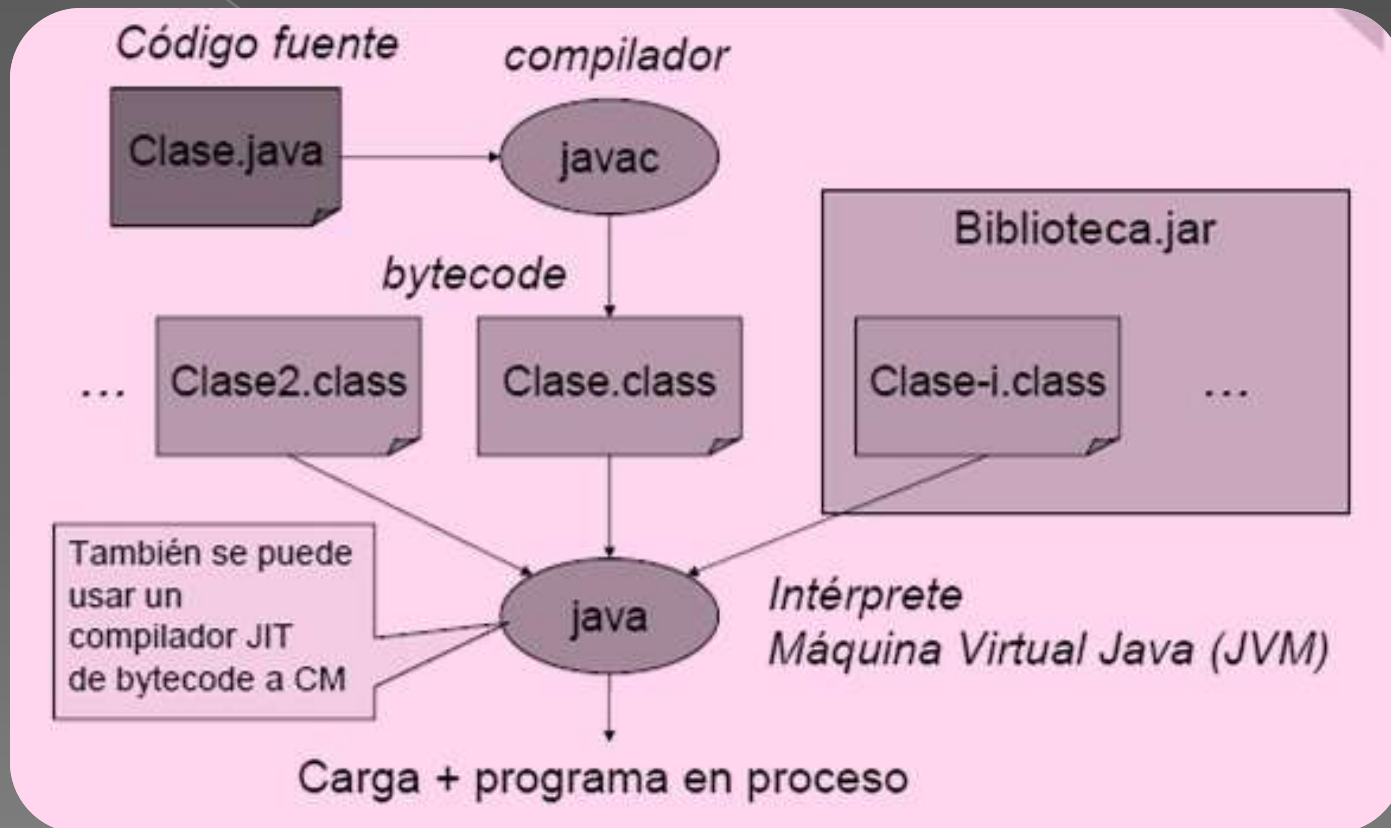 Código fuente
compilador
Clase.java
javac
Biblioteca.jar
bytecode
...
Clase2.class
Clase.class
Clase-i.class
...
También se puede
usar un
compilador JIT
de bytecode a CM
java
Intérprete
Máquina Virtual Java (JVM)
Carga + programa en proceso